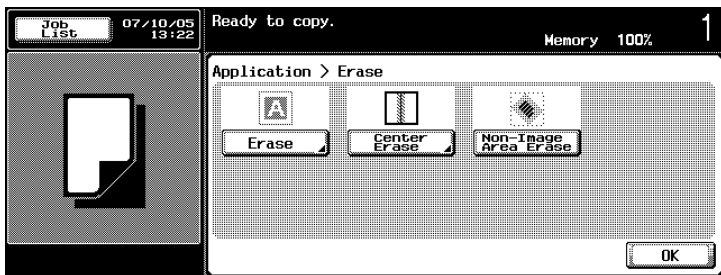 Job
List
07/10/05
13:22
Ready to copy.
Memory 100%
1
Application > Erase
A
Erase
Center
Erase
Non-Image
Area Erase
OK